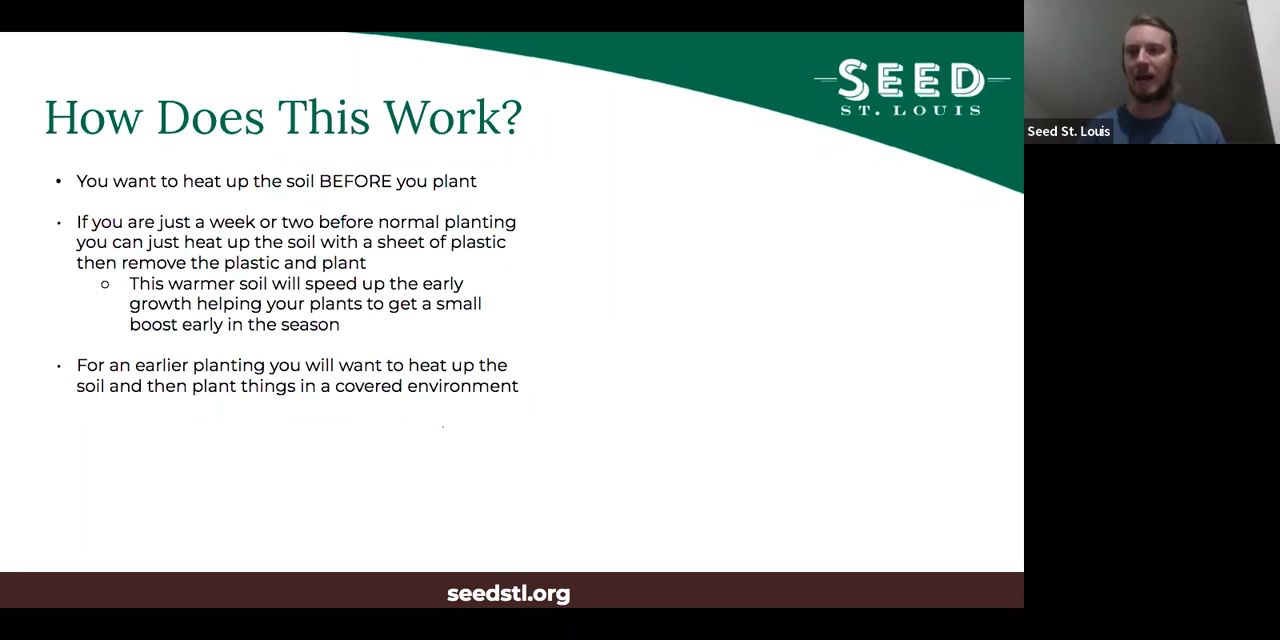 SEED
ST. LOUIS
Seed St. Louis
How Does This Work?
• You want to heat up the soil BEFORE you plant
• If you are just a week or two before normal planting
you can just heat up the soil with a sheet of plastic
then remove the plastic and plant
○ This warmer soil will speed up the early
growth helping your plants to get a small
boost early in the season
• For an earlier planting you will want to heat up the
soil and then plant things in a covered environment
seedstl.org